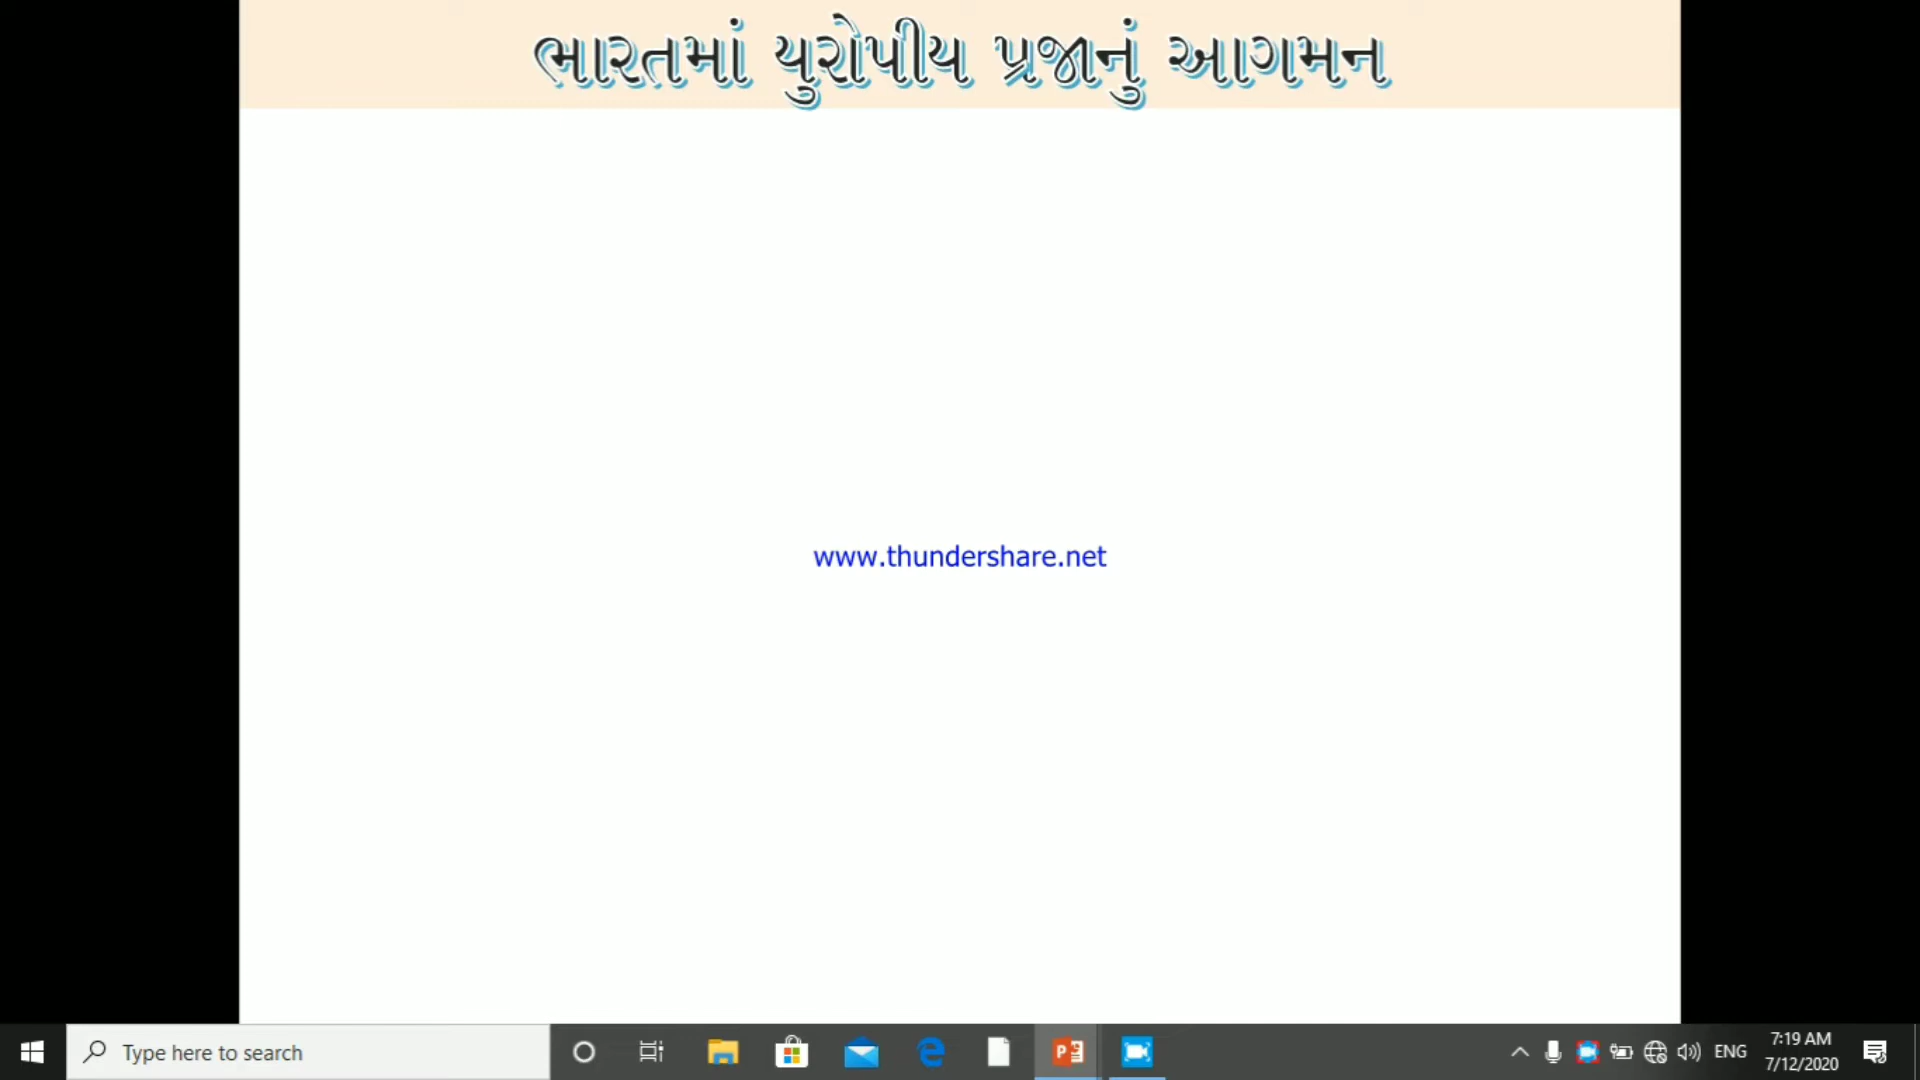 ભારતમાં યુરોપીય પ્રજાનું આગમન
www.thundershare.net
Type here to search
ENG
7:19 AM
7/12/2020